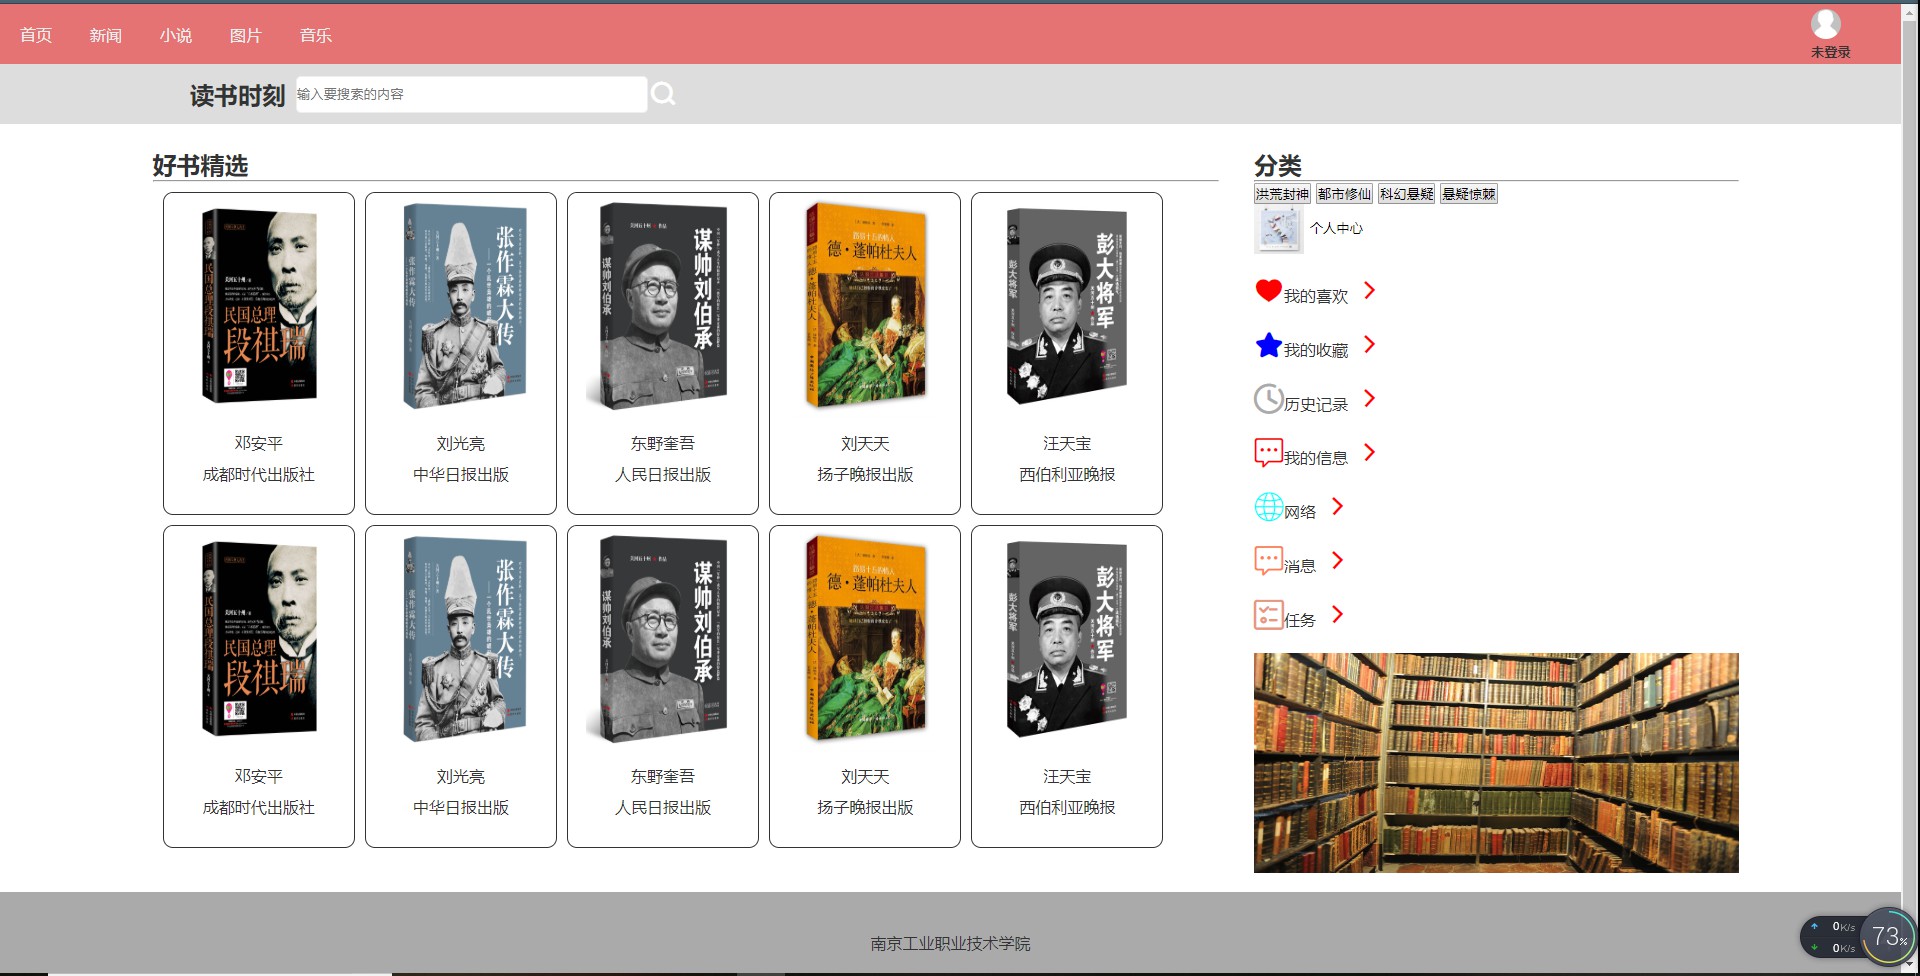 首页 新闻 小说 图片 音乐
未登录
读书时刻 输入要搜索的内容
好书精选
民国总理
段祺瑞
张作霖大传
谋帅刘伯承
德·蓬帕杜夫人
彭大将军
邓安平
成都时代出版社
刘光亮
中华日报出版
东野奎吾
人民日报出版
刘天天
扬子晚报出版
汪天宝
西伯利亚晚报
民国总理
段祺瑞
张作霖大传
谋帅刘伯承
德·蓬帕杜夫人
彭大将军
邓安平
成都时代出版社
刘光亮
中华日报出版
东野奎吾
人民日报出版
刘天天
扬子晚报出版
汪天宝
西伯利亚晚报
分类
洪荒封神 都市修仙 科幻悬疑 悬疑惊棘
个人中心
我的喜欢
我的收藏
历史记录
我的信息
网络
消息
任务
南京工业职业技术学院
0K/s
0K/s
73%